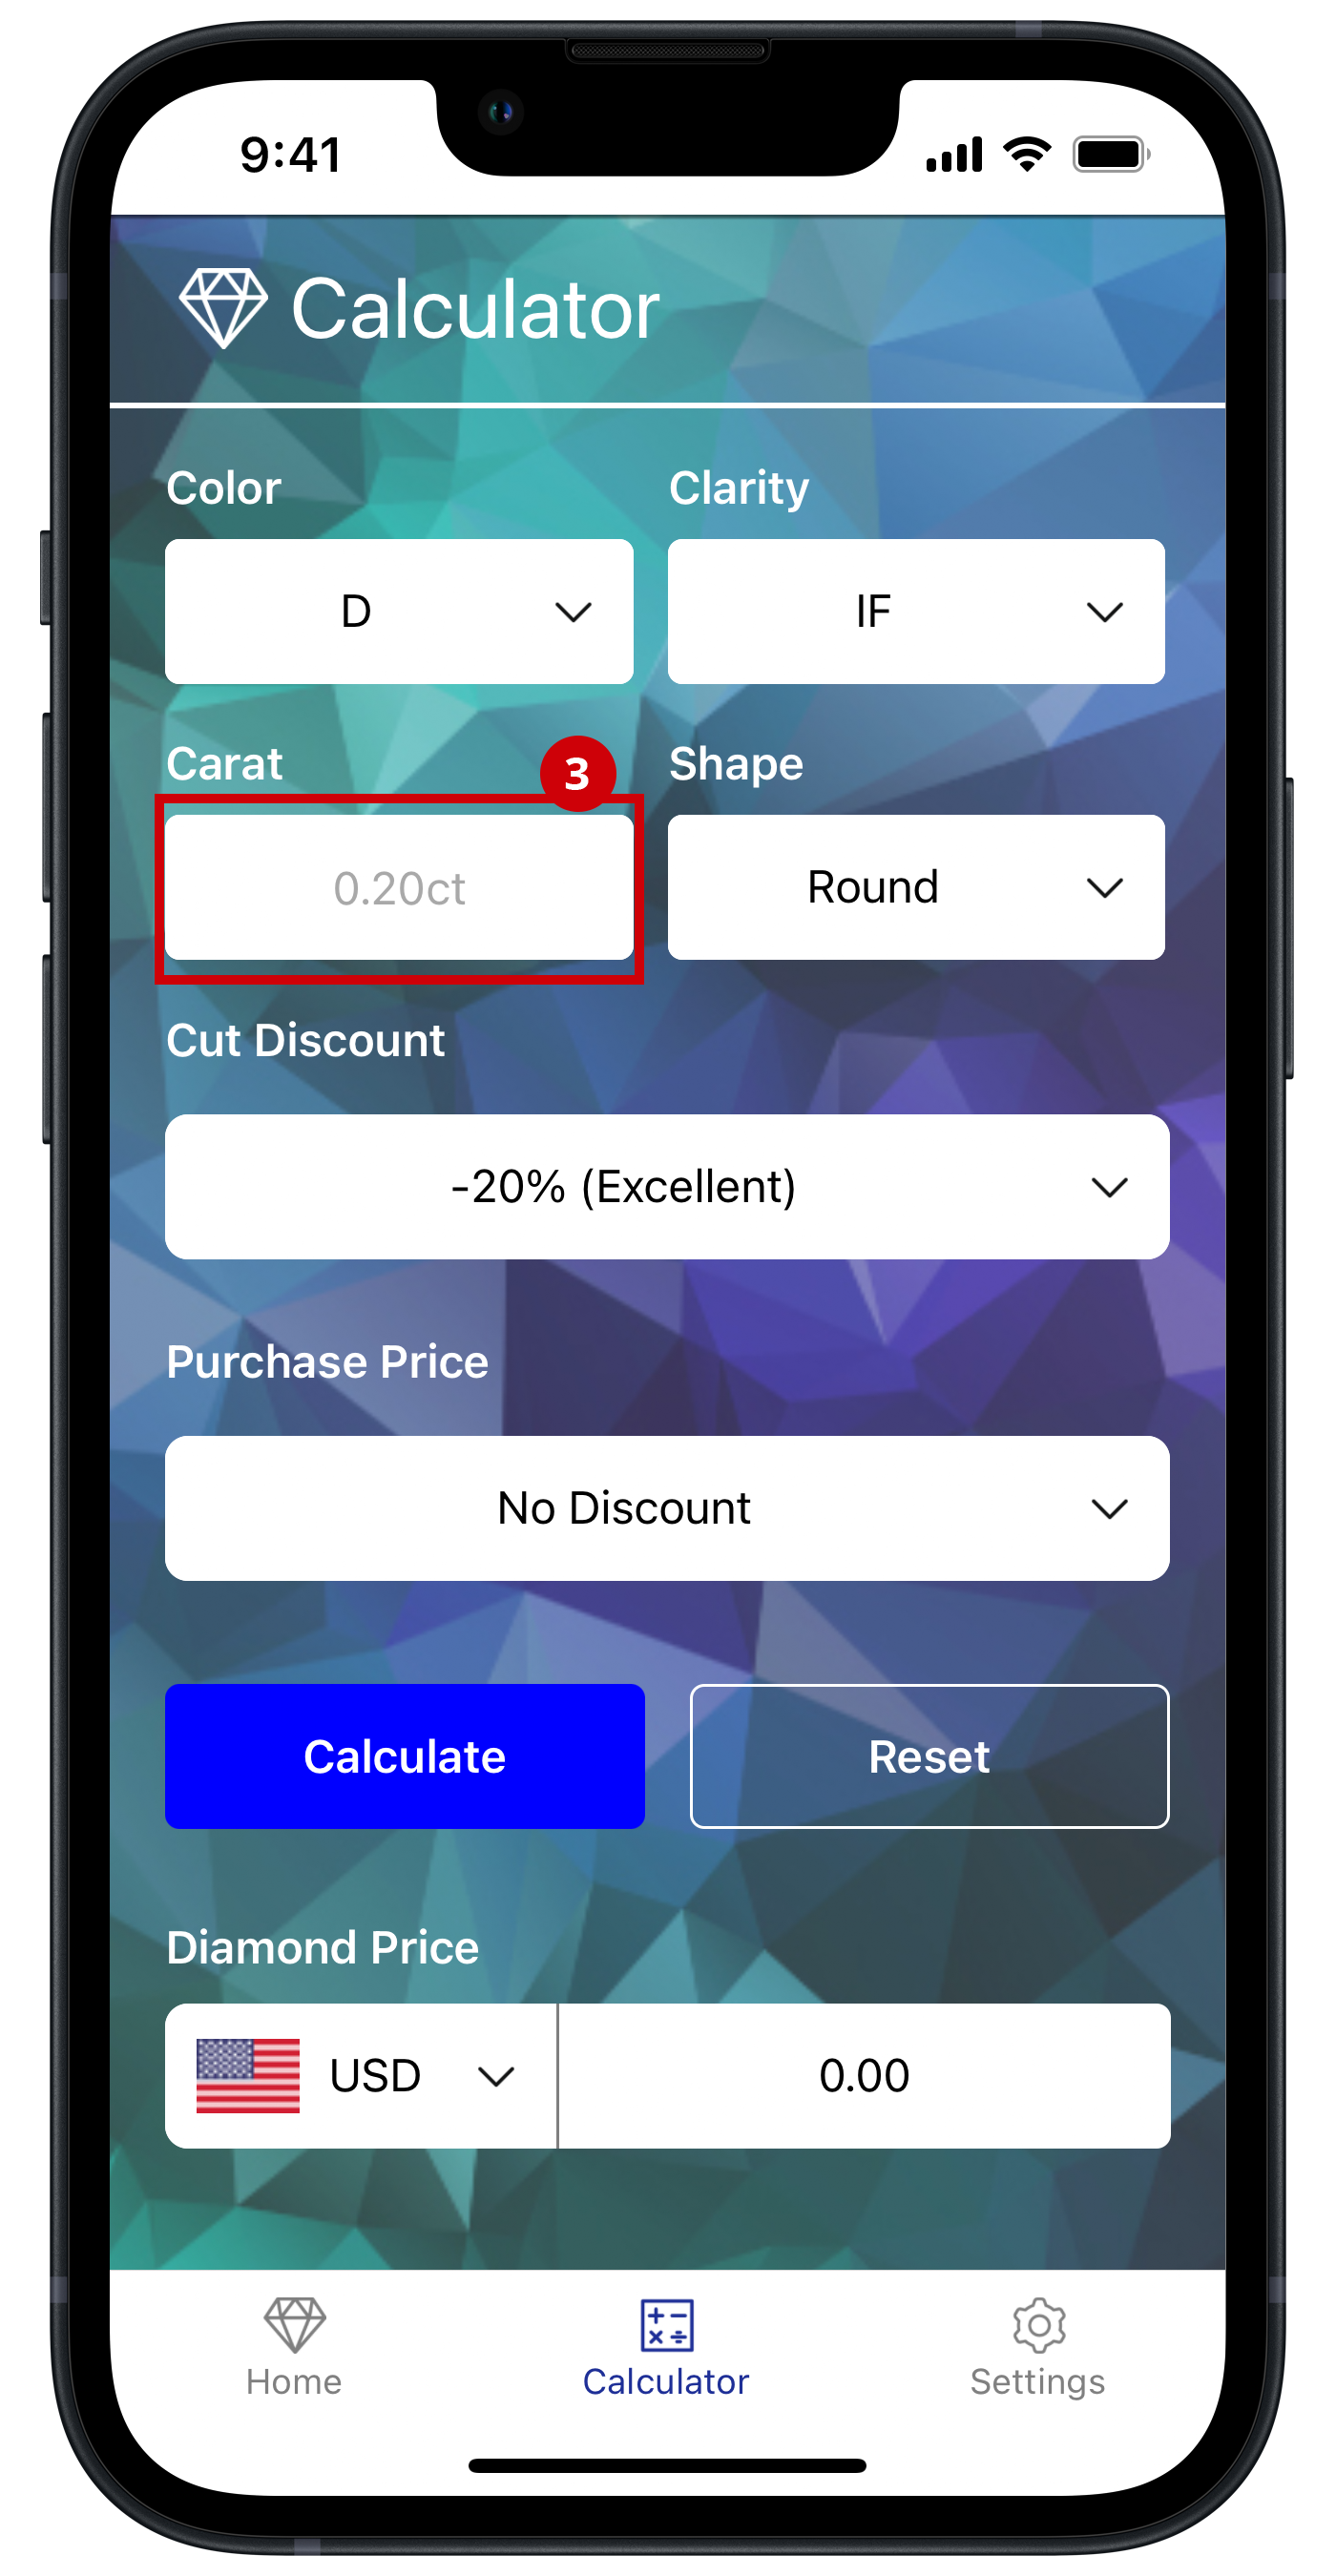 9:41
Calculator
Color Clarity
D IF
Carat 3 Shape
0.20ct Round
Cut Discount
-20% (Excellent)
Purchase Price
No Discount
Calculate Reset
Diamond Price
USD 0.00
Home Calculator Settings